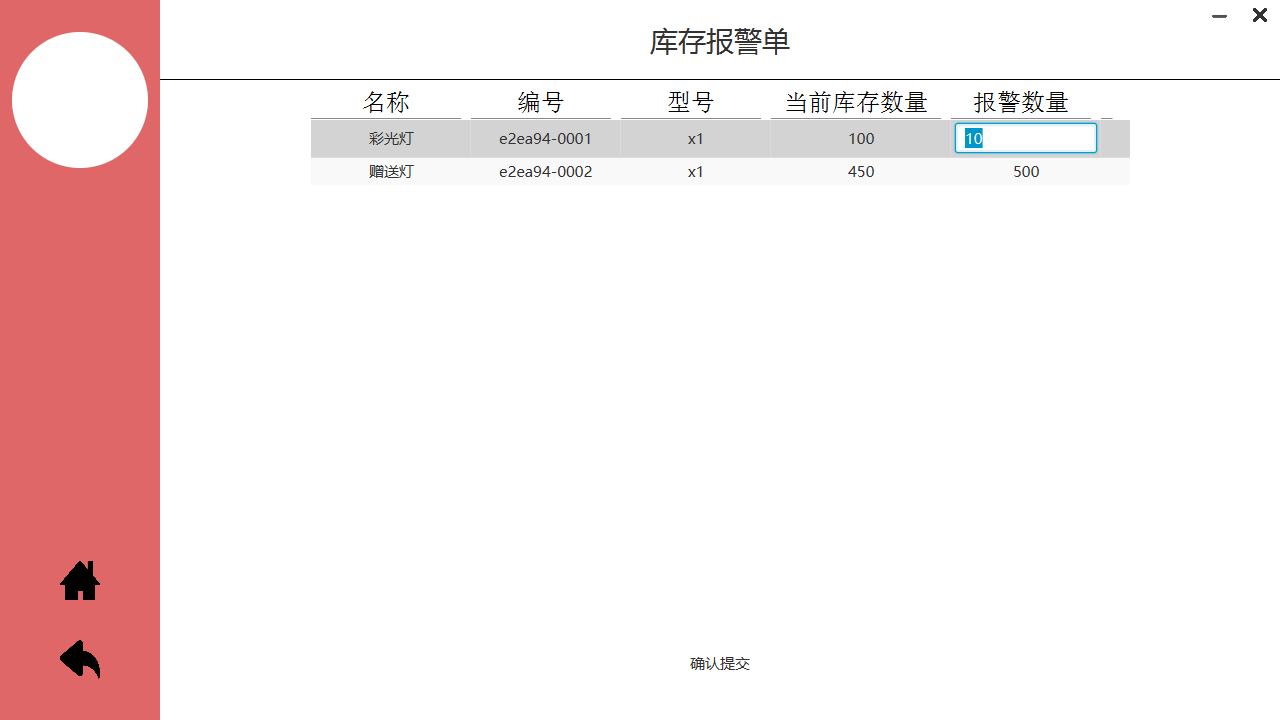 库存报警单
名称 编号 型号 当前库存数量 报警数量
彩光灯 e2ea94-0001 x1 100 10
赠送灯 e2ea94-0002 x1 450 500
确认提交